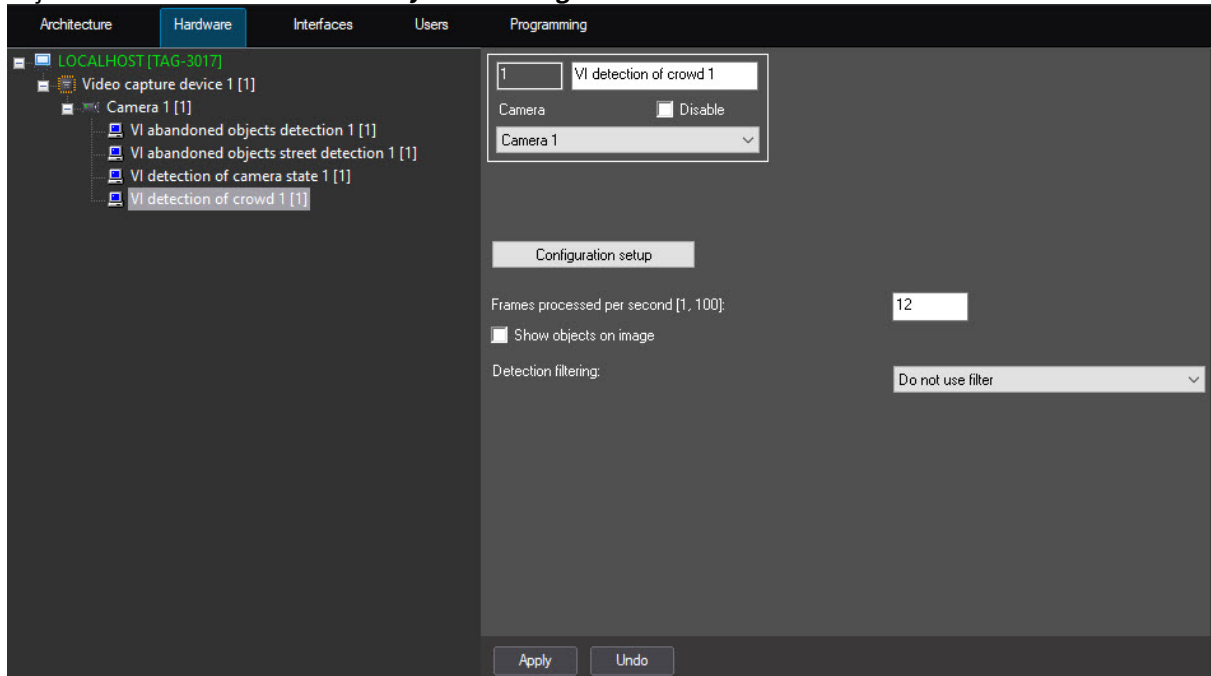 Architecture Hardware Interfaces Users Programming
LOCALHOST [TAG-3017]
Video capture device 1 [1]
Camera 1 [1]
VI abandoned objects detection 1 [1]
VI abandoned objects street detection 1 [1]
VI detection of camera state 1 [1]
VI detection of crowd 1 [1]
1 VI detection of crowd 1
Camera Disable
Camera 1
Configuration setup
Frames processed per second [1, 100]: 12
Show objects on image
Detection filtering: Do not use filter
Apply Undo